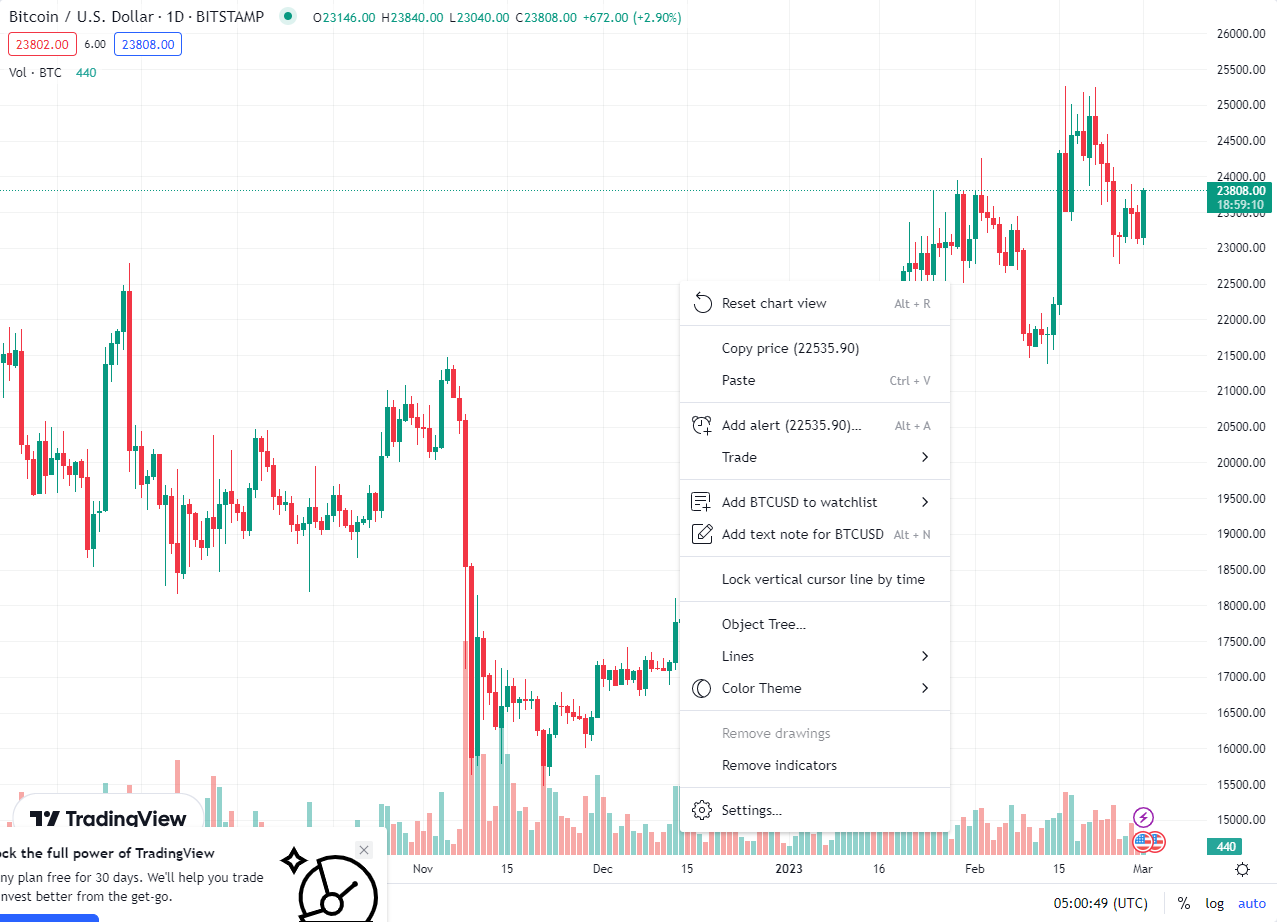 Bitcoin / U.S. Dollar · 1D · BITSTAMP O23146.00 H23840.00 L23040.00 C23808.00 +672.00 (+2.90%)
23802.00 6.00 23808.00
Vol · BTC 440
26000.00
25500.00
25000.00
24500.00
24000.00
23808.00
18:59:10
23500.00
23000.00
22500.00
22000.00
21500.00
21000.00
20500.00
20000.00
19500.00
19000.00
18500.00
18000.00
17500.00
17000.00
16500.00
16000.00
15500.00
15000.00
440
Reset chart view Alt + R
Copy price (22535.90)
Paste Ctrl + V
Add alert (22535.90)... Alt + A
Trade
Add BTCUSD to watchlist
Add text note for BTCUSD Alt + N
Lock vertical cursor line by time
Object Tree...
Lines
Color Theme
Remove drawings
Remove indicators
Settings...
TradingView
ock the full power of TradingView
ny plan free for 30 days. We'll help you trade
nvest better from the get-go.
Nov 15 Dec 15 2023 16 Feb 15 Mar
05:00:49 (UTC) % log auto